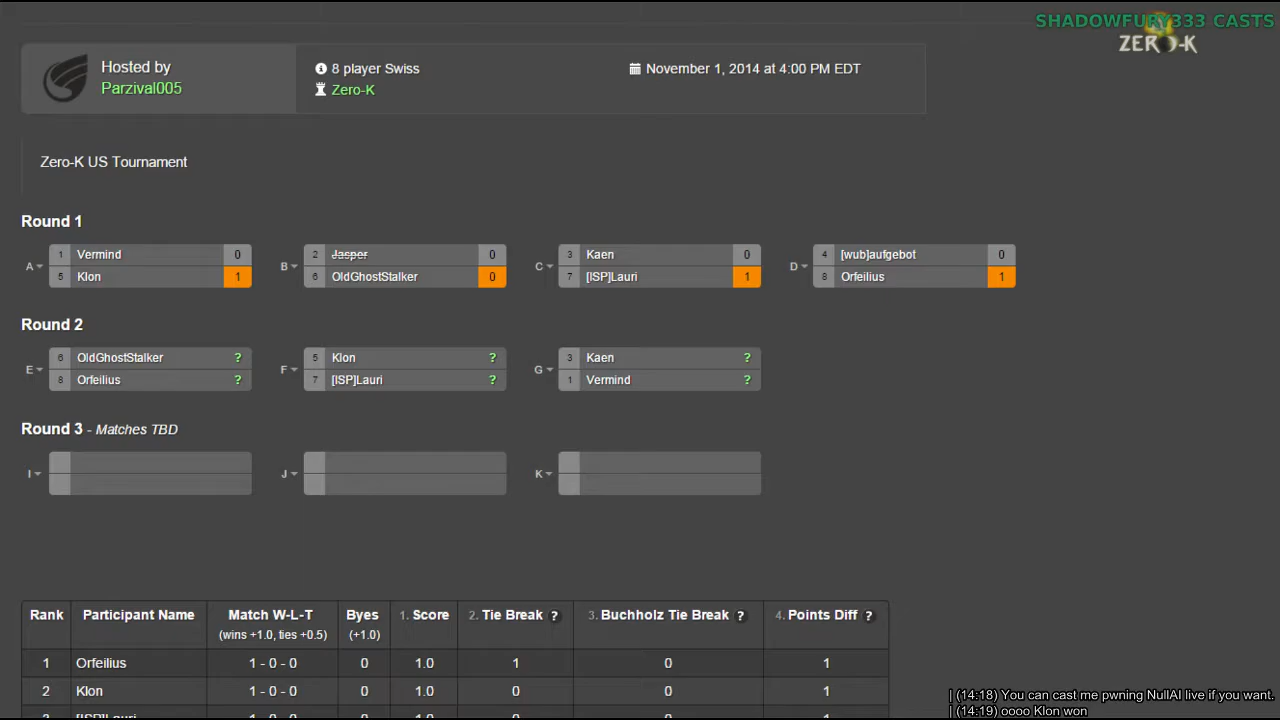 SHADOWFURY333 CASTS
ZERO-K
Hosted by
Parzival005
8 player Swiss
Zero-K
November 1, 2014 at 4:00 PM EDT
Zero-K US Tournament
Round 1
A
1 Vermind 0
5 Klon 1
B
2 Jasper 0
6 OldGhostStalker 0
C
3 Kaen 0
7 [ISP]Lauri 1
D
4 [wub]aufgebot 0
8 Orfeilius 1
Round 2
E
6 OldGhostStalker ?
8 Orfeilius ?
F
5 Klon ?
7 [ISP]Lauri ?
G
3 Kaen ?
1 Vermind ?
Round 3 - Matches TBD
I
J
K
Rank Participant Name Match W-L-T Byes 1. Score 2. Tie Break ? 3. Buchholz Tie Break ? 4. Points Diff ?
(wins +1.0, ties +0.5) (+1.0)
1 Orfeilius 1 - 0 - 0 0 1.0 1 0 1
2 Klon 1 - 0 - 0 0 1.0 0 0 1
| (14:18) You can cast me pwning NullAI live if you want.
| (14:19) oooo Klon won